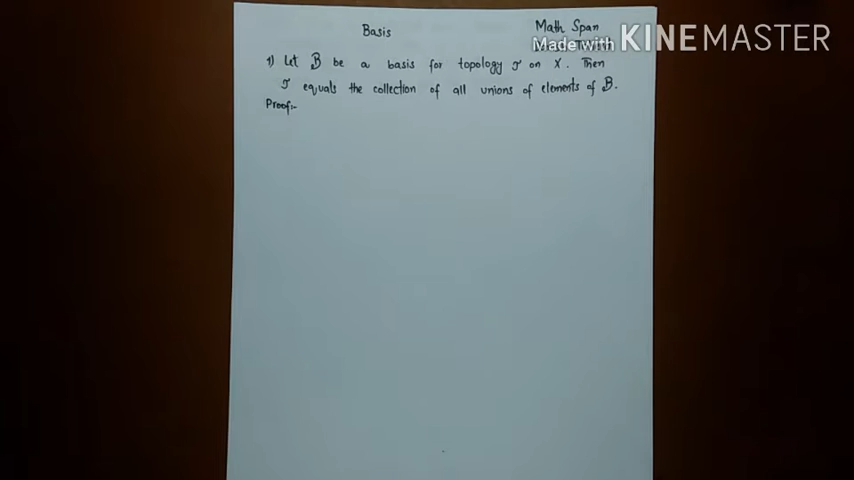 Basis
Math Span
Made with KINEMASTER
1) Let B be a basis for topology 𝒯 on X. Then
𝒯 equals the collection of all unions of elements of B.
Proof:-